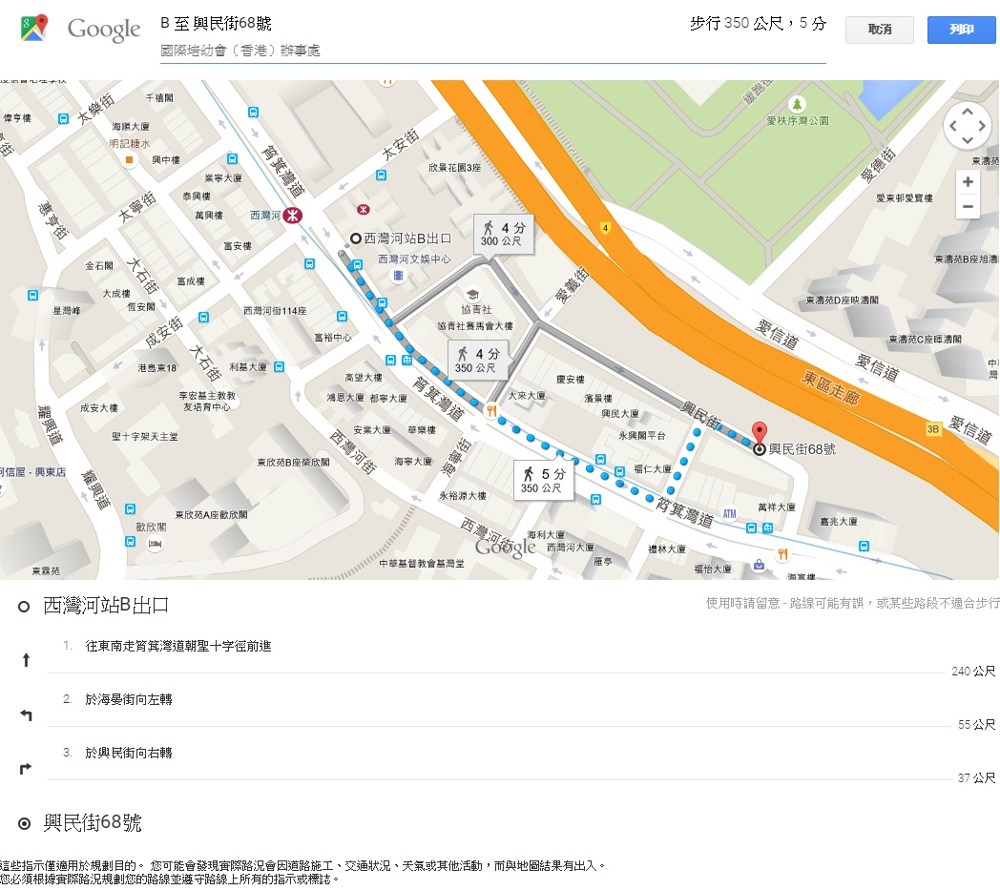 Google
B 至 興民街68號
步行 350 公尺，5 分
取消
列印
國際培幼會（香港）辦事處
千禧閣
偉亨樓
太樂街
海順大廈
明記糖水
興中樓
筲箕灣道
太安街
欣景花園3座
愛秩序灣公園
愛德街
愛東邨愛寶樓
業寧大廈
泰興樓
太寧街
萬興樓
西灣河
惠亨街
富安樓
西灣河站B出口
西灣河文娛中心
4 分
300 公尺
4
金石閣
大石街
富成樓
大成樓
恆安閣
星灣峰
成安街
西灣河街114座
富裕中心
協青社
協青社賽馬會大樓
愛義街
東濤苑B座旭濤
東濤苑D座映濤閣
愛信道
東濤苑C座暉濤閣
愛信道
4 分
350 公尺
港島東18
大石街
利基大廈
高望大樓
筲箕灣道
慶安樓
東區走廊
李宏基主教教
友培育中心
鴻恩大廈
都寧大廈
大來大廈
濱景樓
興民大廈
興民街
3B
愛信道
耀興道
成安大樓
聖十字架天主堂
安業大廈
華樂樓
西灣河街
海寧街
永興閣平台
興民街68號
東欣苑B座榮欣閣
海寧大廈
5 分
350 公尺
福仁大廈
可信屋 - 興東店
耀興道
永裕源大樓
筲箕灣道
ATM
萬祥大廈
東欣苑A座歡欣閣
嘉兆大廈
歡欣閣
西灣河街
海利大廈
Google
西灣河大廈
禮林大廈
東霖苑
中華基督教會基灣堂
雁亭
福怡大廈
海富樓
西灣河站B出口
使用時請留意 - 路線可能有誤，或某些路段不適合步行
1. 往東南走筲箕灣道朝聖十字徑前進
240 公尺
2. 於海晏街向左轉
55 公尺
3. 於興民街向右轉
37 公尺
興民街68號
這些指示僅適用於規劃目的。 您可能會發現實際路況會因道路施工、交通狀況、天氣或其他活動，而與地圖結果有出入。
您必須根據實際路況規劃您的路線並遵守路線上所有的指示或標誌。